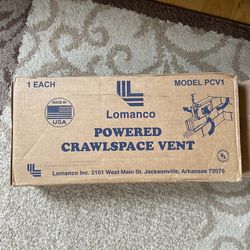 1 EACH
MODEL PCV1
MADE IN
USA
Lomanco
POWERED
CRAWLSPACE VENT
Lomanco Inc. 2101 West Main St. Jacksonville, Arkansas 72076